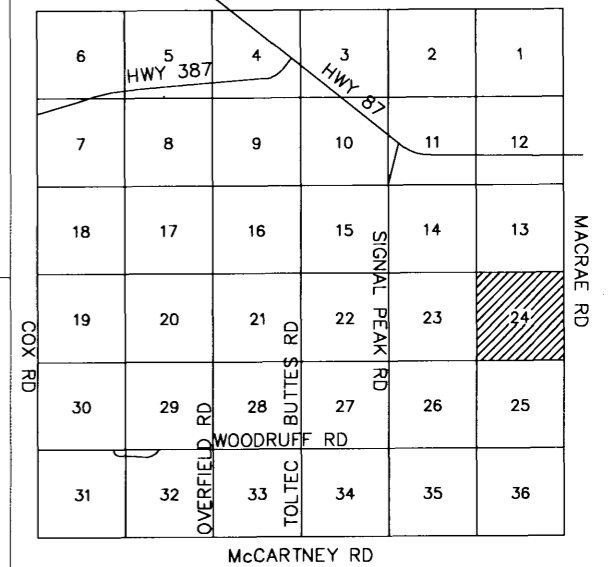 6 5 4 3 2 1
HWY 387
HWY 87
7 8 9 10 11 12
18 17 16 15 14 13
SIGNAL PEAK RD
MACRAE RD
19 20 21 22 23 24
COX RD
TOLTEC BUTTES RD
30 29 28 27 26 25
OVERFIELD RD
WOODRUFF RD
31 32 33 34 35 36
McCARTNEY RD